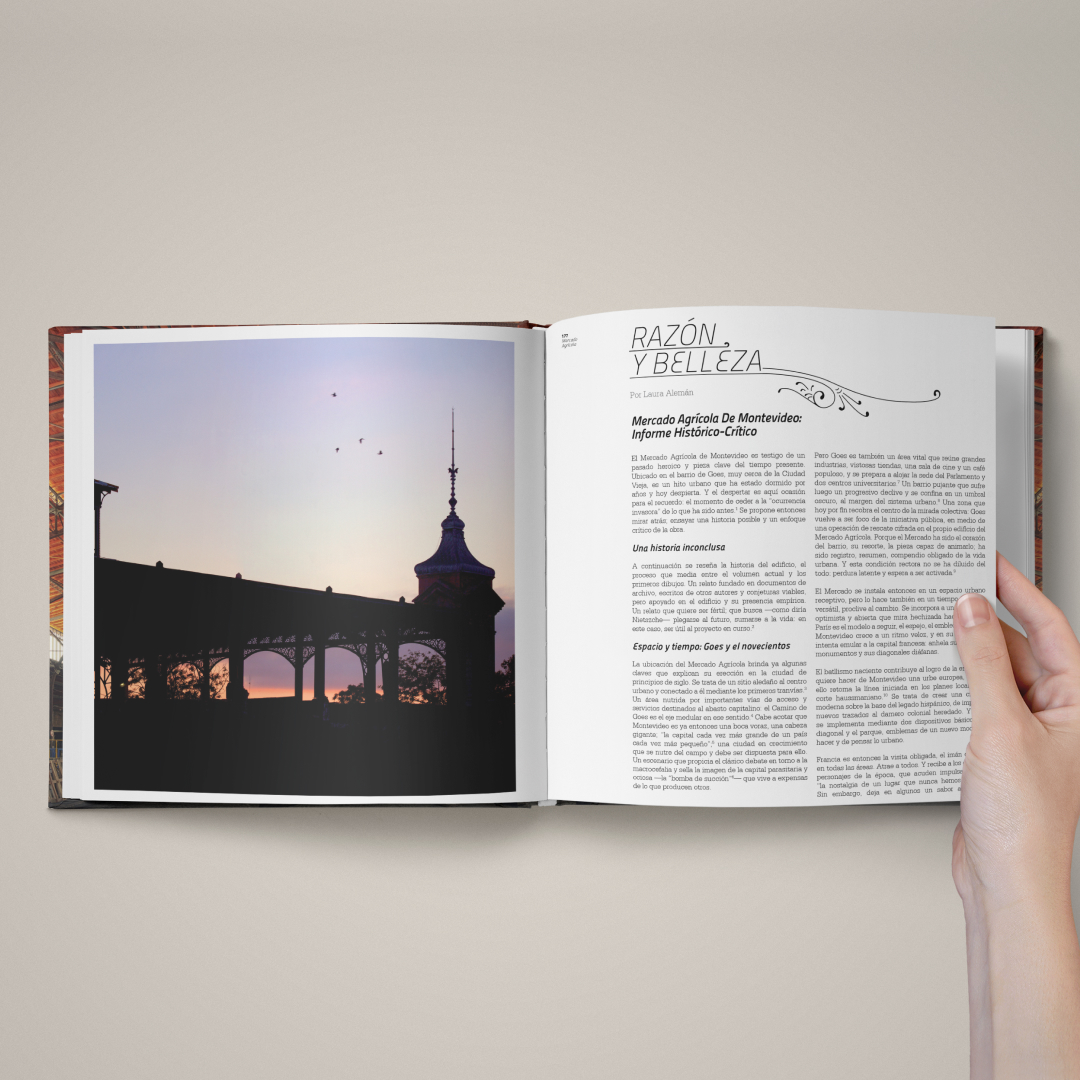 177
Mercado
Agrícola
RAZÓN
Y BELLEZA
Por Laura Alemán
Mercado Agrícola De Montevideo:
Informe Histórico-Crítico
El Mercado Agrícola de Montevideo es testigo de un
pasado heroico y pieza clave del tiempo presente.
Ubicado en el barrio de Goes, muy cerca de la Ciudad
Vieja, es un hito urbano que ha estado dormido por
años y hoy despierta. Y el despertar es aquí ocasión
para el recuerdo: el momento de ceder a la "ocurrencia
invasora" de lo que ha sido antes.¹ Se propone entonces
mirar atrás; ensayar una historia posible y un enfoque
crítico de la obra.
Una historia inconclusa
A continuación se reseña la historia del edificio, el
proceso que media entre el volumen actual y los
primeros dibujos. Un relato fundado en documentos de
archivo, escritos de otros autores y conjeturas viables,
pero apoyado en el edificio y su presencia empírica.
Un relato que quiere ser fértil; que busca —como diría
Nietzsche— plegarse al futuro, sumarse a la vida: en
este caso, ser útil al proyecto en curso.²
Espacio y tiempo: Goes y el novecientos
La ubicación del Mercado Agrícola brinda ya algunas
claves que explican su erección en la ciudad de
principios de siglo. Se trata de un sitio aledaño al centro
urbano y conectado a él mediante los primeros tranvías.³
Un área nutrida por importantes vías de acceso y
servicios destinados al abasto capitalino: el Camino de
Goes es el eje medular en ese sentido.⁴ Cabe acotar que
Montevideo es ya entonces una boca voraz, una cabeza
gigante, "la capital cada vez más grande de un país
cada vez más pequeño",⁵ una ciudad en crecimiento
que se nutre del campo y debe ser dispuesta para ello.
Un escenario que propicia el clásico debate en torno a la
macrocefalia y sella la imagen de la capital parasitaria y
ociosa —la "bomba de succión"⁶— que vive a expensas
de lo que producen otros.
Pero Goes es también un área vital que reúne grandes
industrias, vistosas tiendas, una sala de cine y un café
populoso, y se prepara a alojar la sede del Parlamento y
dos centros universitarios.⁷ Un barrio pujante que sufre
luego un progresivo declive y se confina en un umbral
oscuro, al margen del sistema urbano.⁸ Una zona que
hoy por fin recobra el centro de la mirada colectiva: Goes
vuelve a ser foco de la iniciativa pública, en medio de
una operación de rescate cifrada en el propio edificio del
Mercado Agrícola. Porque el Mercado ha sido el corazón
del barrio, su resorte, la pieza capaz de animarlo; ha
sido registro, resumen, compendio obligado de la vida
urbana. Y esta condición rectora no se ha diluido del
todo: perdura latente y espera a ser activada.⁹
El Mercado se instala entonces en un espacio urbano
receptivo, pero lo hace también en un tiempo
versátil, proclive al cambio. Se incorpora a un
optimista y abierta que mira hechizada
París es el modelo a seguir, el espejo, el
Montevideo crece a un ritmo veloz, y en su
intenta emular a la capital francesa: anhela
monumentos y sus diagonales diáfanas.
El batllismo naciente contribuye al logro de la
quiere hacer de Montevideo una urbe europea,
ello retoma la línea iniciada en los planes
corte haussmaniano.¹⁰ Se trata de crear una
moderna sobre la base del legado hispánico, de
nuevos trazados al damero colonial heredado. Y
se implementa mediante dos dispositivos
diagonal y el parque, emblemas de un nuevo
hacer y de pensar lo urbano.
Francia es entonces la visita obligada, el imán
en todas las áreas. Atrae a todos. Y recibe a los
personajes de la época, que acuden
"la nostalgia de un lugar que nunca
Sin embargo, deja en algunos un sabor